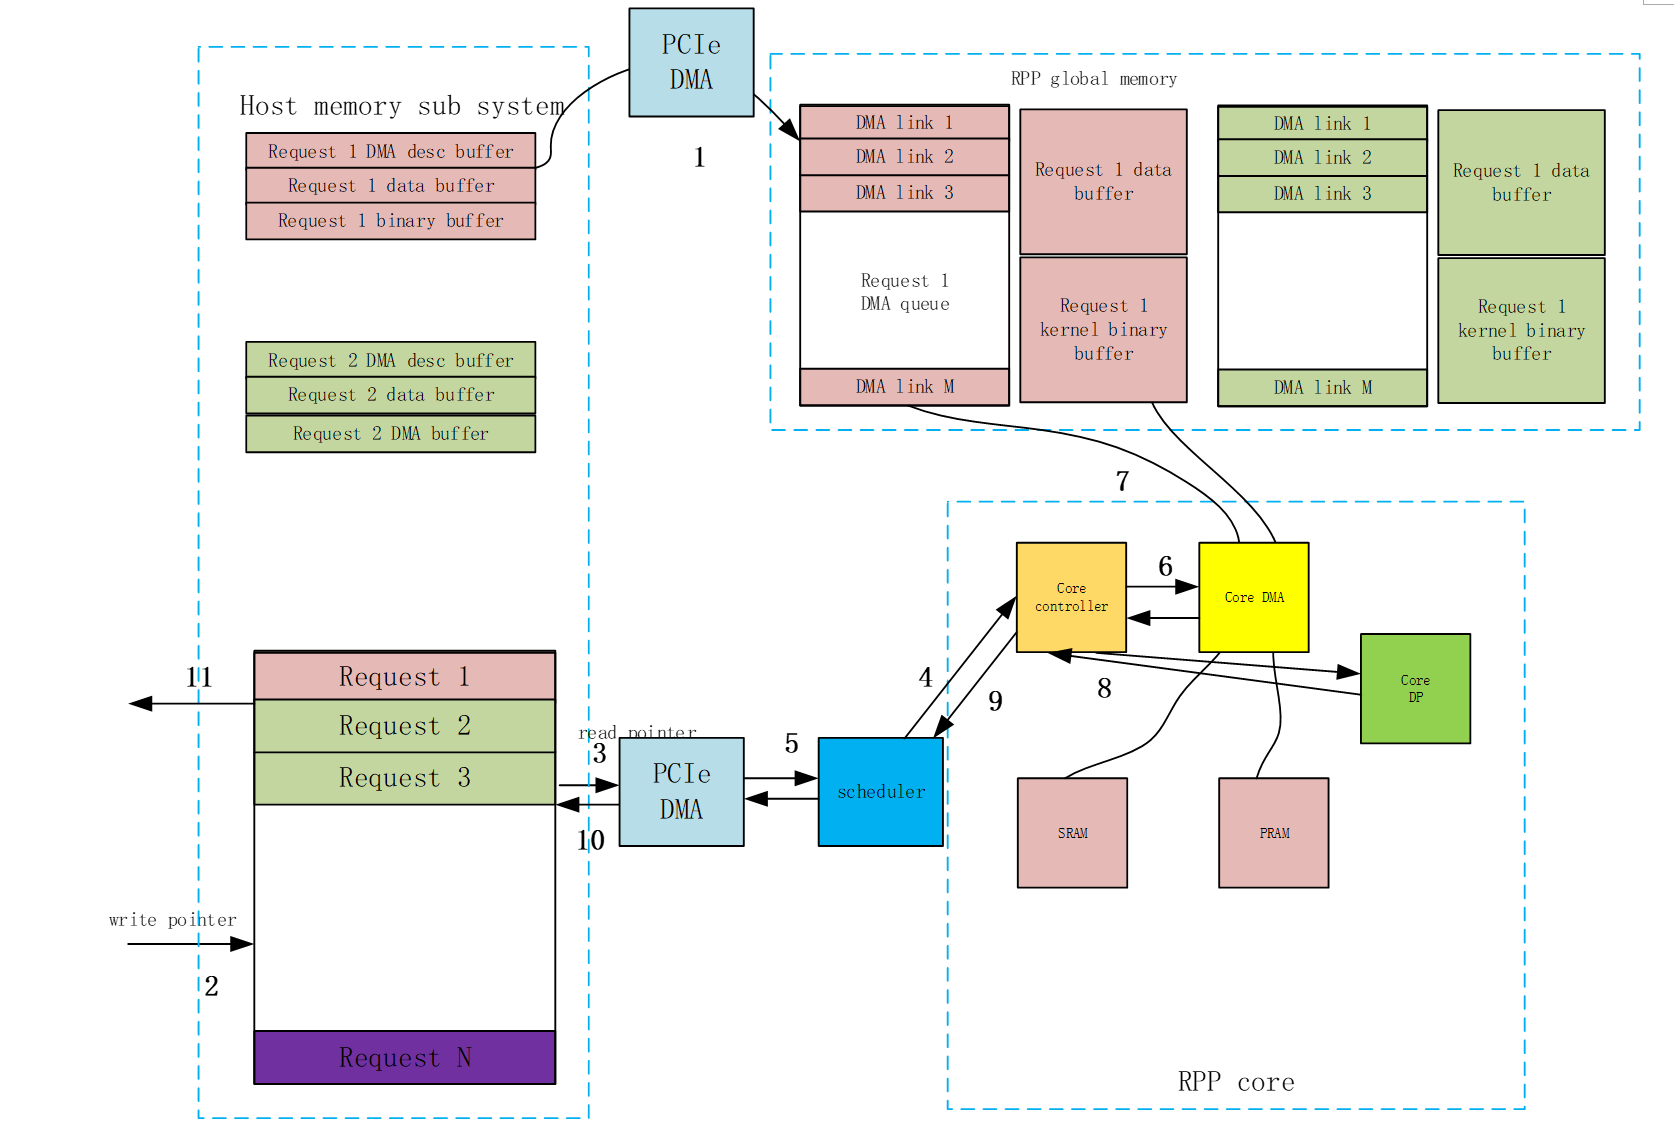 PCIe
DMA
Host memory sub system
Request 1 DMA desc buffer
Request 1 data buffer
Request 1 binary buffer
1
RPP global memory
DMA link 1
DMA link 2
DMA link 3
Request 1
DMA queue
DMA link M
Request 1 data
buffer
Request 1
kernel binary
buffer
DMA link 1
DMA link 2
DMA link 3
DMA link M
Request 1 data
buffer
Request 1
kernel binary
buffer
Request 2 DMA desc buffer
Request 2 data buffer
Request 2 DMA buffer
7
6
Core
controller
Core DMA
Core
DP
4
9
8
11
Request 1
Request 2
Request 3
read pointer
3
10
PCIe
DMA
5
scheduler
SRAM
PRAM
write pointer
2
Request N
RPP core